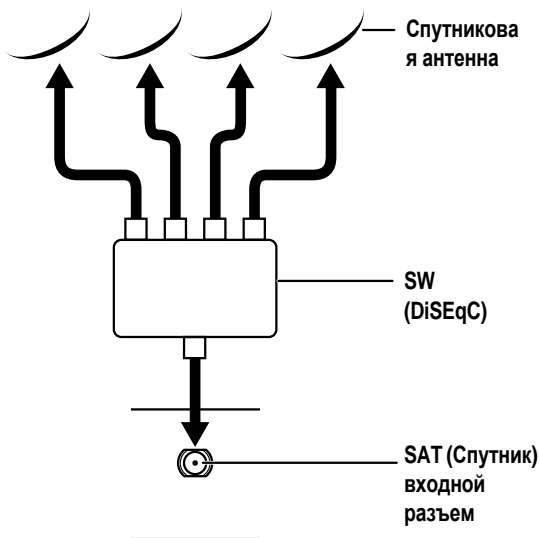 Спутникова
я антенна
SW
(DiSEqC)
SAT (Спутник)
входной
разъем